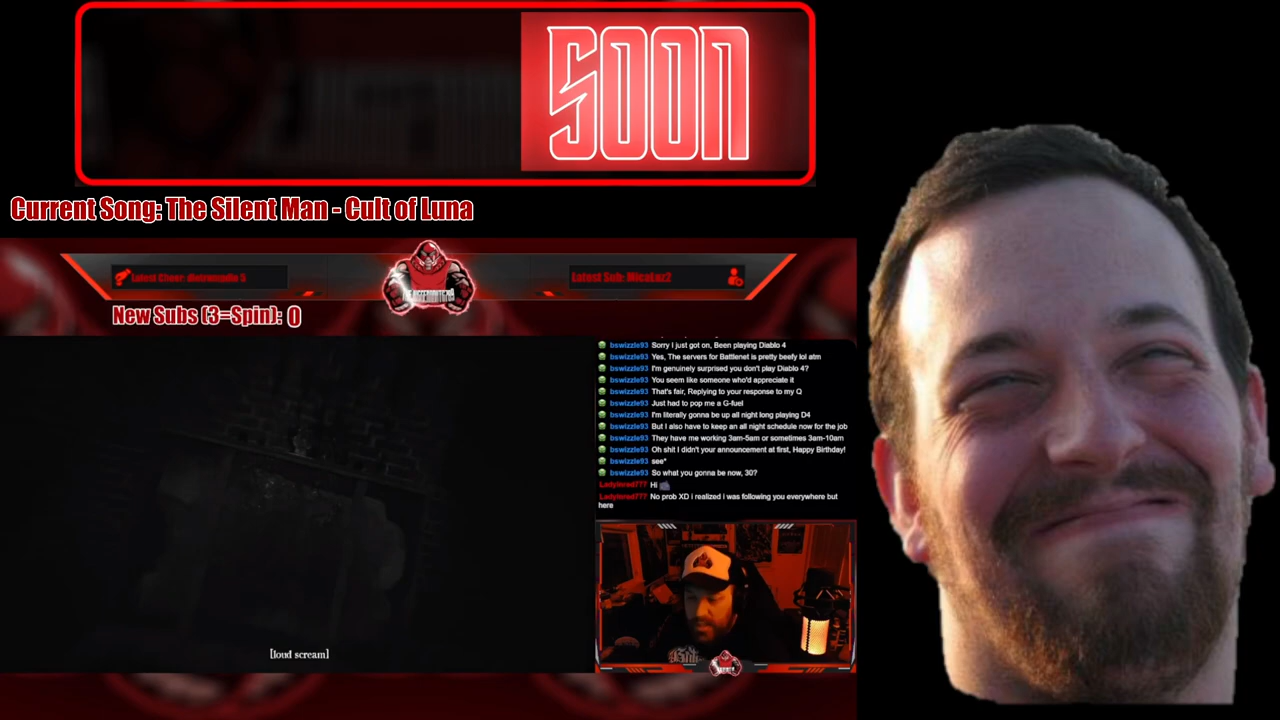 SOON
Current Song: The Silent Man - Cult of Luna
Latest Sub: MicaLuz2
New Subs (3=Spin): 0
bswizzle93 Sorry I just got on, Been playing Diablo 4
bswizzle93 Yes, The servers for Battlenet is pretty beefy lol atm
bswizzle93 I'm genuinely surprised you don't play Diablo 4?
bswizzle93 You seem like someone who'd appreciate it
bswizzle93 That's fair, Replying to your response to my Q
bswizzle93 Just had to pop me a G-fuel
bswizzle93 I'm literally gonna be up all night long playing D4
bswizzle93 But I also have to keep an all night schedule now for the job
bswizzle93 They have me working 3am-5am or sometimes 3am-10am
bswizzle93 Oh shit I didn't your announcement at first, Happy Birthday!
bswizzle93 see*
bswizzle93 So what you gonna be now, 30?
LadyInred777 Hi
LadyInred777 No prob XD i realized i was following you everywhere but
here
[loud scream]